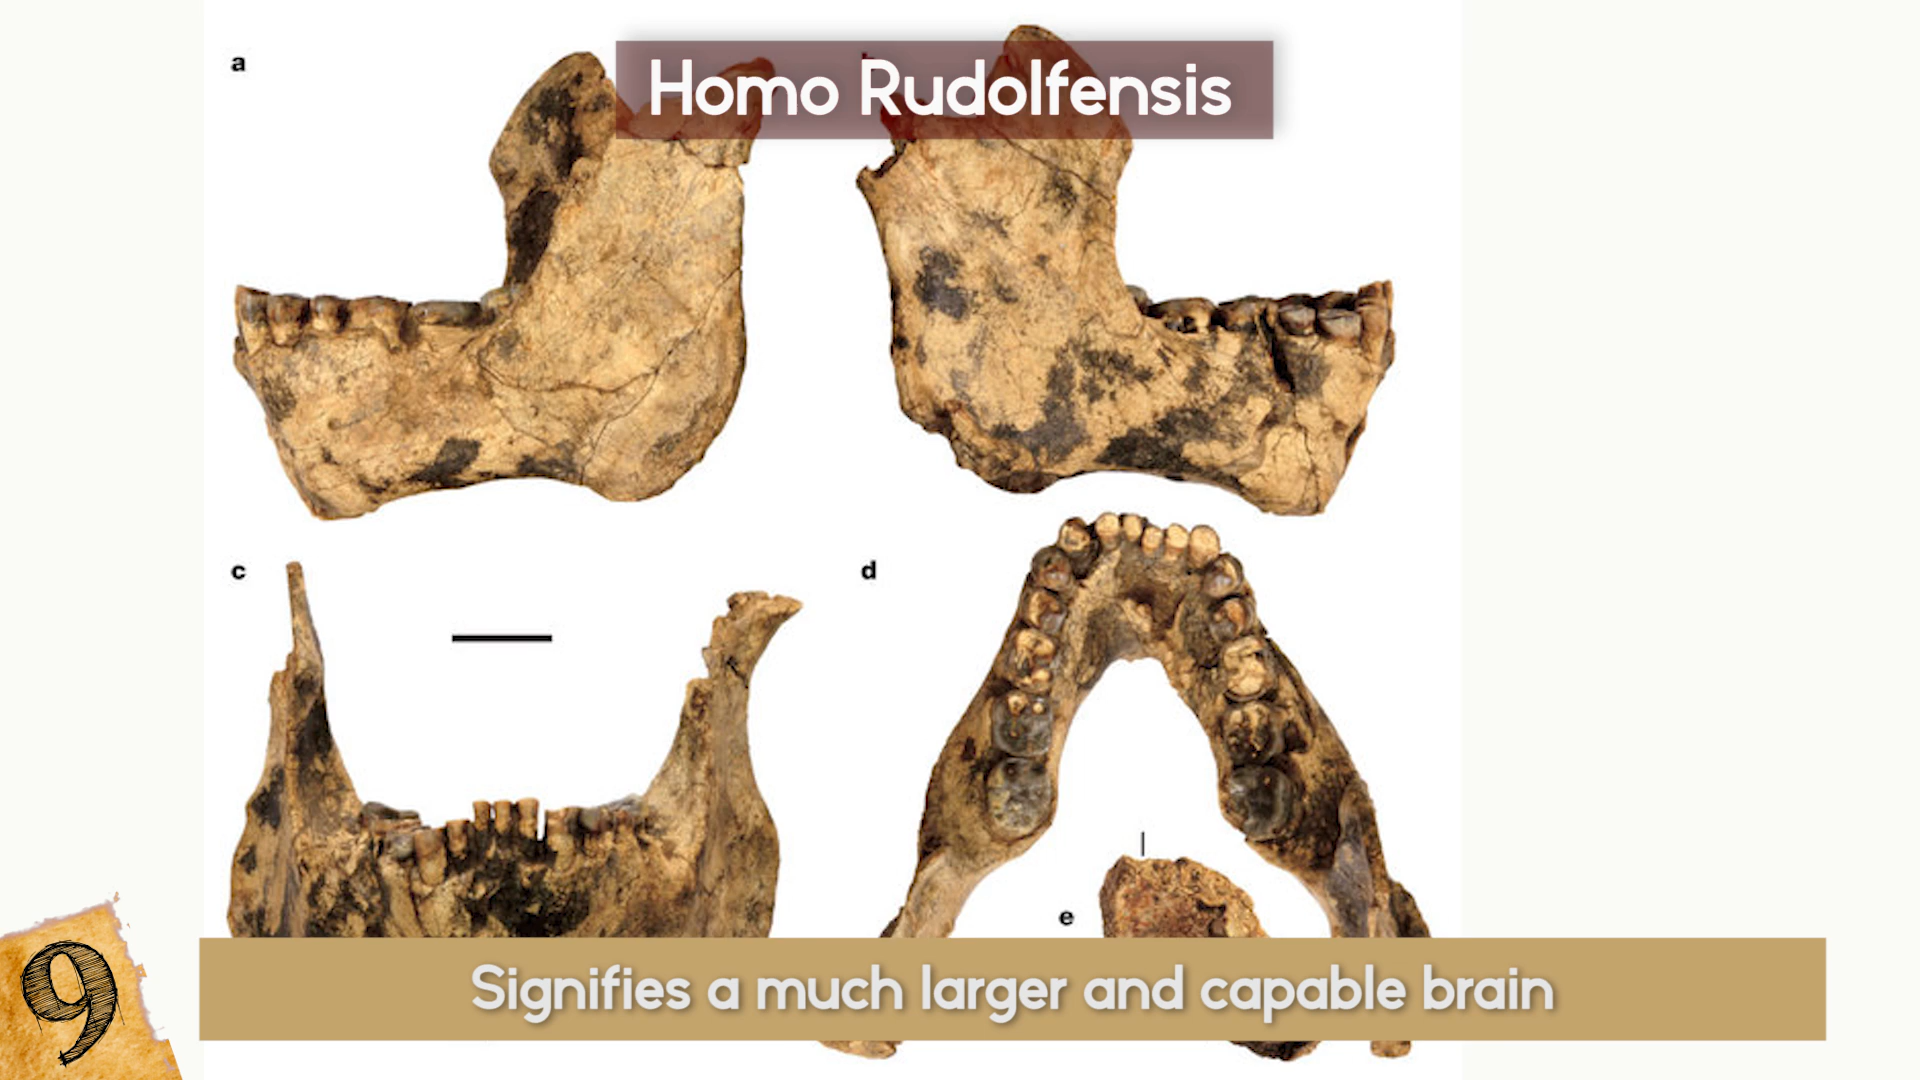 Homo Rudolfensis
a
c
d
e
Signifies a much larger and capable brain
9